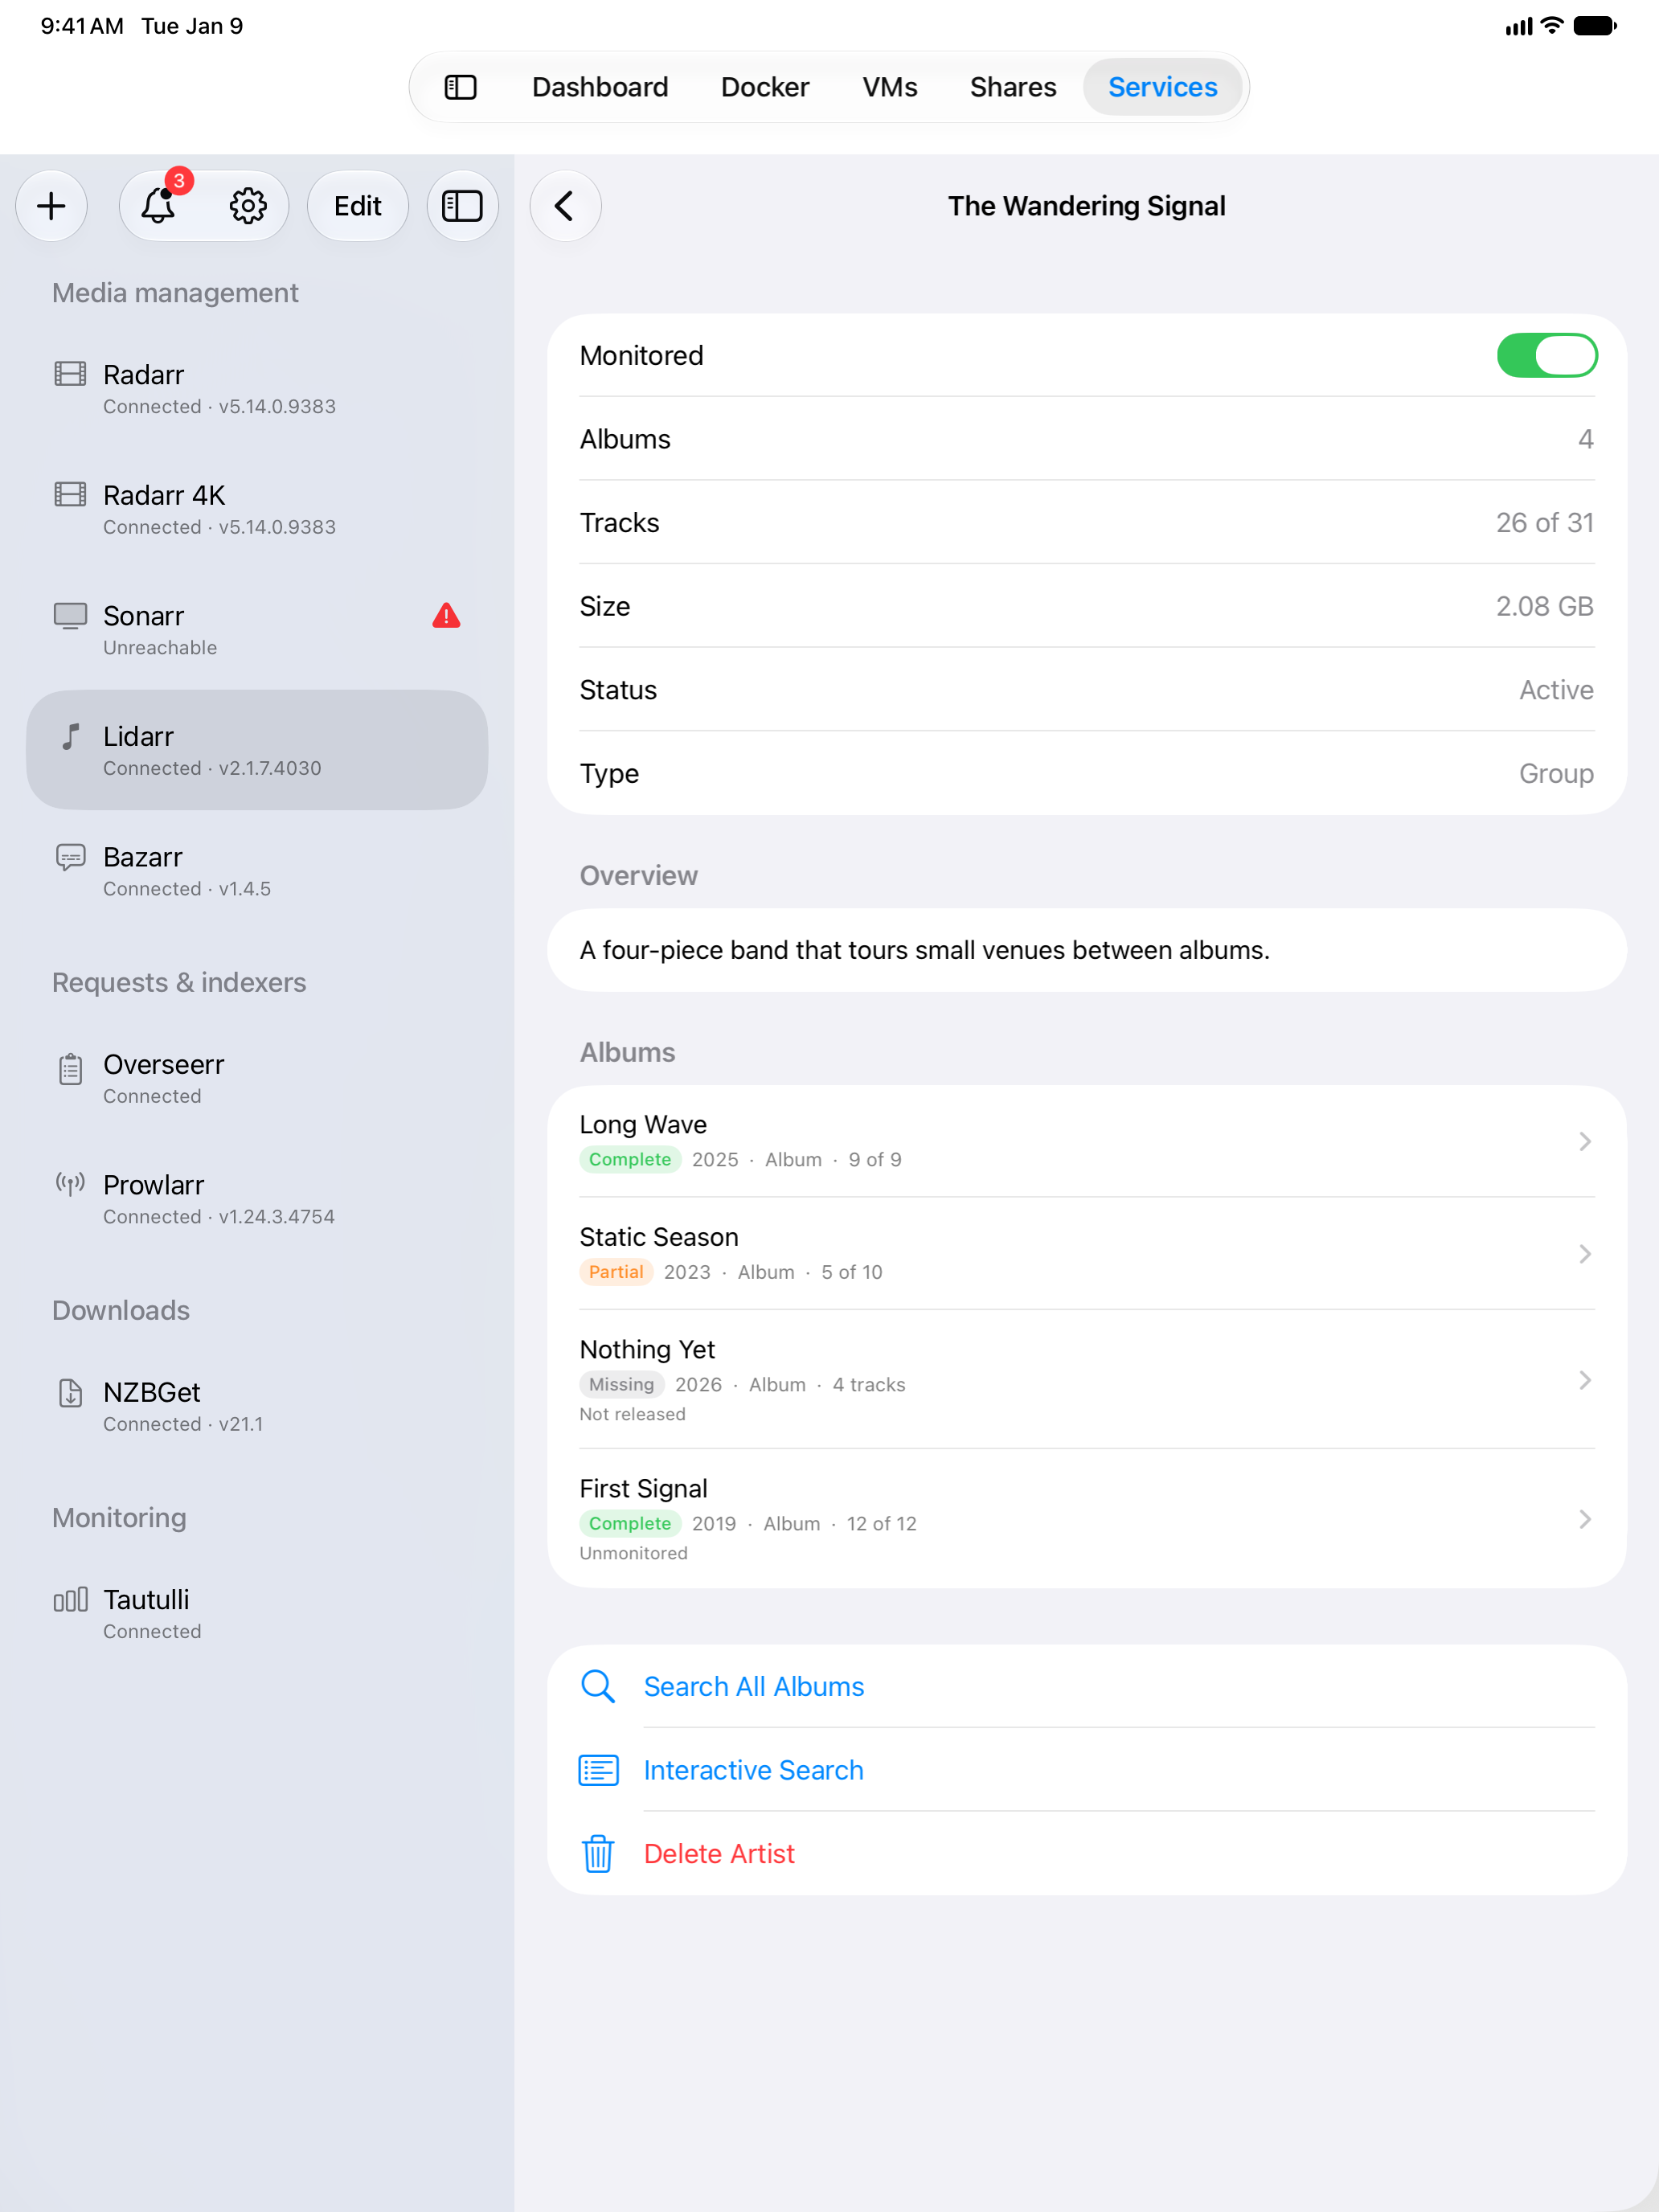 9:41 AM Tue Jan 9
Dashboard Docker VMs Shares Services
3
Edit
Media management
Radarr
Connected · v5.14.0.9383
Radarr 4K
Connected · v5.14.0.9383
Sonarr
Unreachable
Lidarr
Connected · v2.1.7.4030
Bazarr
Connected · v1.4.5
Requests & indexers
Overseerr
Connected
Prowlarr
Connected · v1.24.3.4754
Downloads
NZBGet
Connected · v21.1
Monitoring
Tautulli
Connected
The Wandering Signal
Monitored
Albums 4
Tracks 26 of 31
Size 2.08 GB
Status Active
Type Group
Overview
A four-piece band that tours small venues between albums.
Albums
Long Wave
Complete 2025 · Album · 9 of 9
Static Season
Partial 2023 · Album · 5 of 10
Nothing Yet
Missing 2026 · Album · 4 tracks
Not released
First Signal
Complete 2019 · Album · 12 of 12
Unmonitored
Search All Albums
Interactive Search
Delete Artist